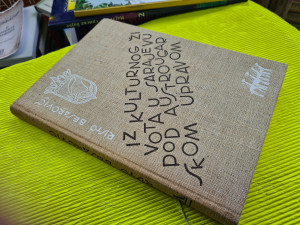 RISTO BESAROVIĆ
IZ KULTURNOG ŽI
VOTA U SARAJEVU
POD AUSTROUGAR
SKOM UPRAVOM